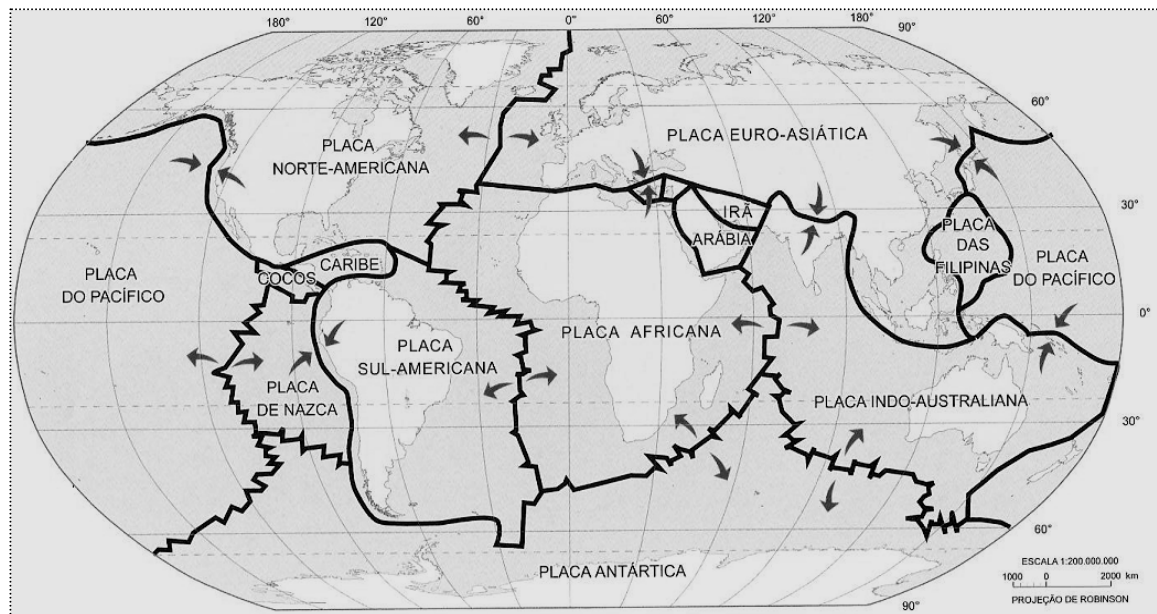 180°
120°
60°
0°
60°
120°
180°
90°
60°
PLACA EURO-ASIÁTICA
PLACA
NORTE-AMERICANA
30°
IRÃ
ARÁBIA
PLACA
DAS
FILIPINAS
CARIBE
COCOS
PLACA
DO PACÍFICO
PLACA
DO PACÍFICO
0°
PLACA AFRICANA
PLACA
SUL-AMERICANA
PLACA
DE NAZCA
PLACA INDO-AUSTRALIANA
30°
60°
PLACA ANTÁRTICA
ESCALA 1:200.000.000
1000 0 2000 km
PROJEÇÃO DE ROBINSON
90°